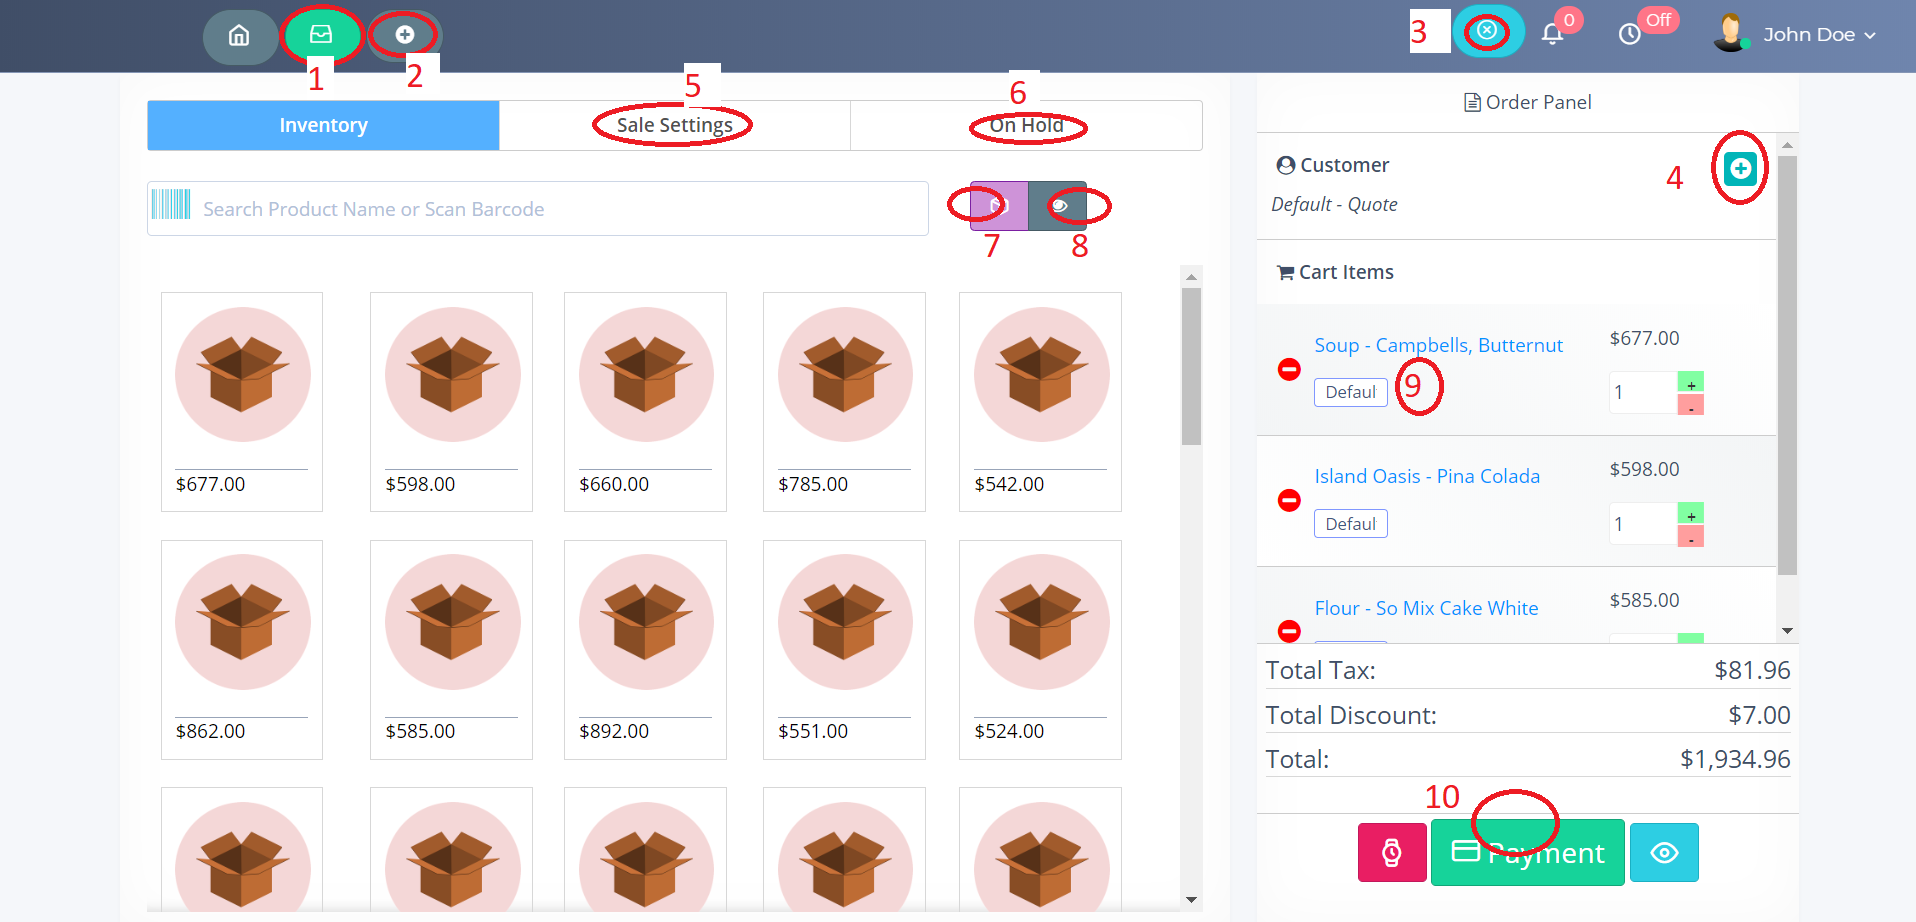 3
0
Off
John Doe
1
2
5
6
Order Panel
Inventory
Sale Settings
On Hold
Customer
4
Default - Quote
Search Product Name or Scan Barcode
7
8
Cart Items
Soup - Campbells, Butternut
$677.00
Defaul
9
1
+
-
Island Oasis - Pina Colada
$598.00
Defaul
1
+
-
Flour - So Mix Cake White
$585.00
$677.00
$598.00
$660.00
$785.00
$542.00
$862.00
$585.00
$892.00
$551.00
$524.00
Total Tax:
$81.96
Total Discount:
$7.00
Total:
$1,934.96
10
Payment